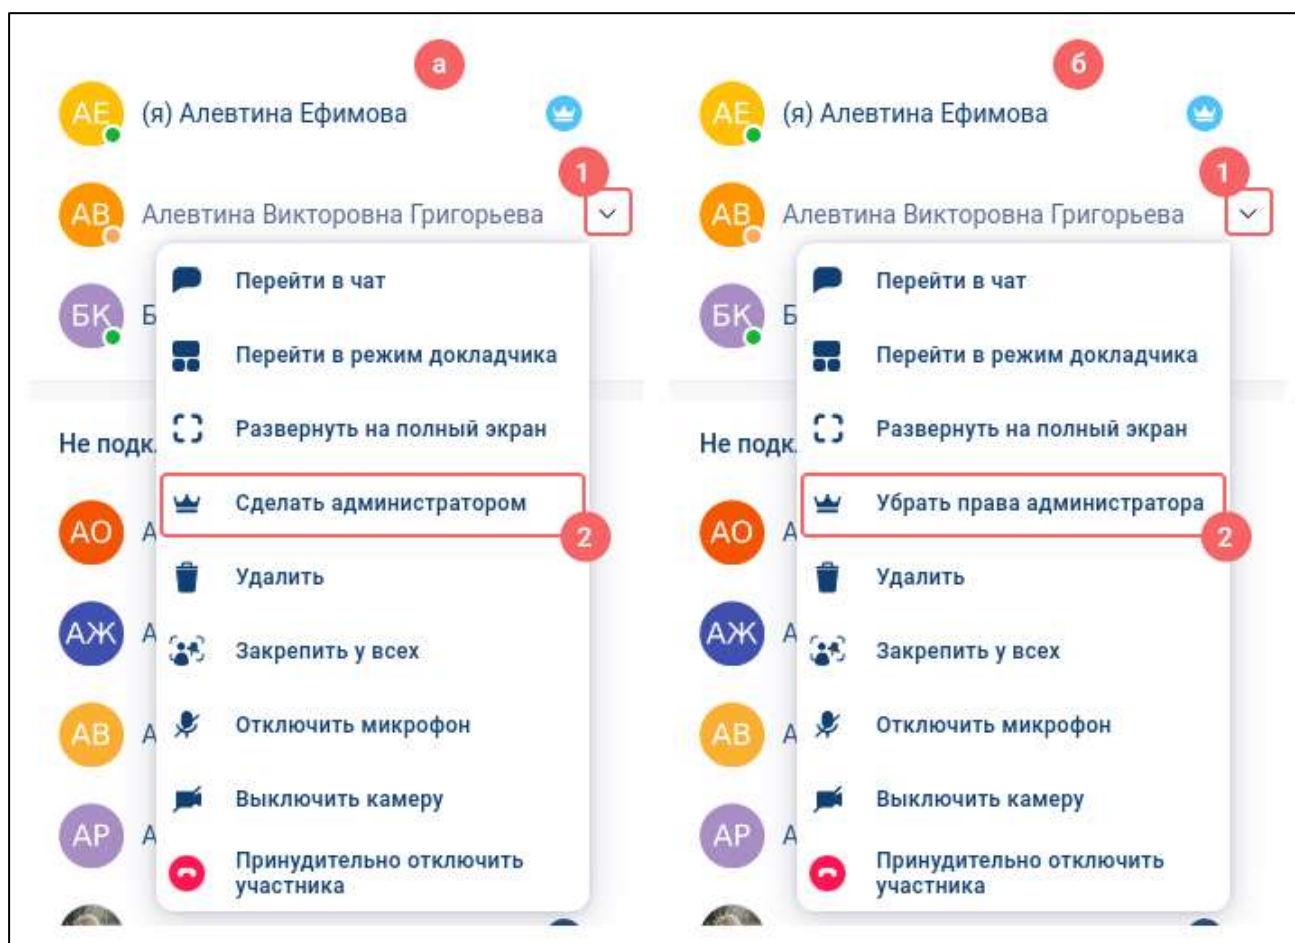 а
АЕ (я) Алевтина Ефимова
1
АВ Алевтина Викторовна Григорьева
Перейти в чат
БК Б
Перейти в режим докладчика
Развернуть на полный экран
Не подк
Сделать администратором
2
АО А
Удалить
АЖ А
Закрепить у всех
АВ А
Отключить микрофон
Выключить камеру
АР А
Принудительно отключить
участника
б
АЕ (я) Алевтина Ефимова
1
АВ Алевтина Викторовна Григорьева
Перейти в чат
БК Б
Перейти в режим докладчика
Развернуть на полный экран
Не подк
Убрать права администратора
2
АО А
Удалить
АЖ А
Закрепить у всех
АВ А
Отключить микрофон
Выключить камеру
АР А
Принудительно отключить
участника